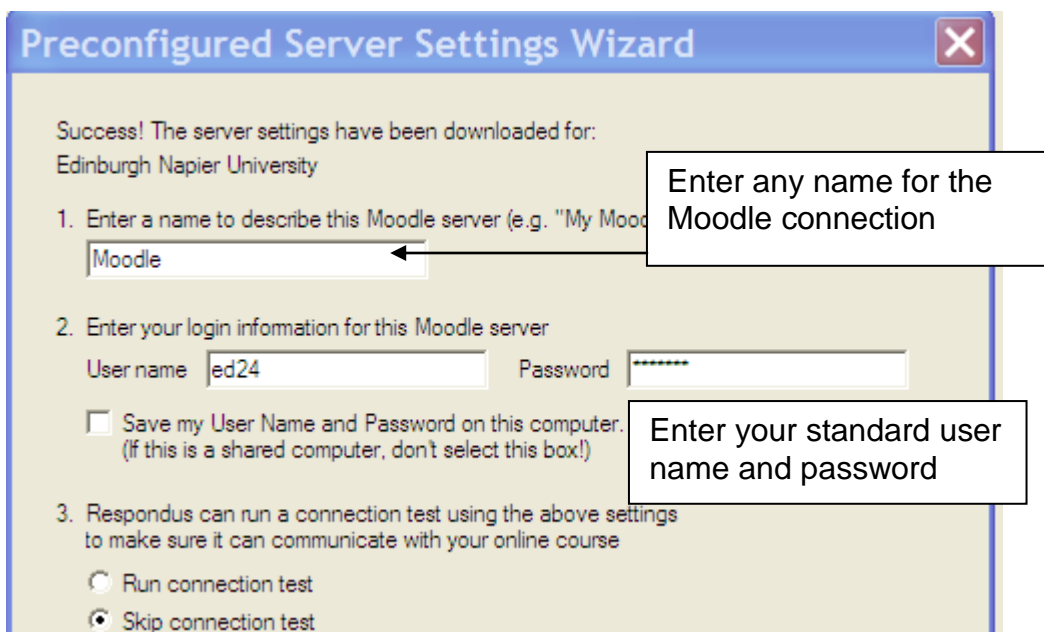 Preconfigured Server Settings Wizard
Success! The server settings have been downloaded for:
Edinburgh Napier University
Enter any name for the
Moodle connection
1. Enter a name to describe this Moodle server (e.g. "My
Moodle
2. Enter your login information for this Moodle server
User name ed24 Password *******
Save my User Name and Password on this computer.
(If this is a shared computer, don't select this box!)
Enter your standard user
name and password
3. Respondus can run a connection test using the above settings
to make sure it can communicate with your online course
Run connection test
Skip connection test